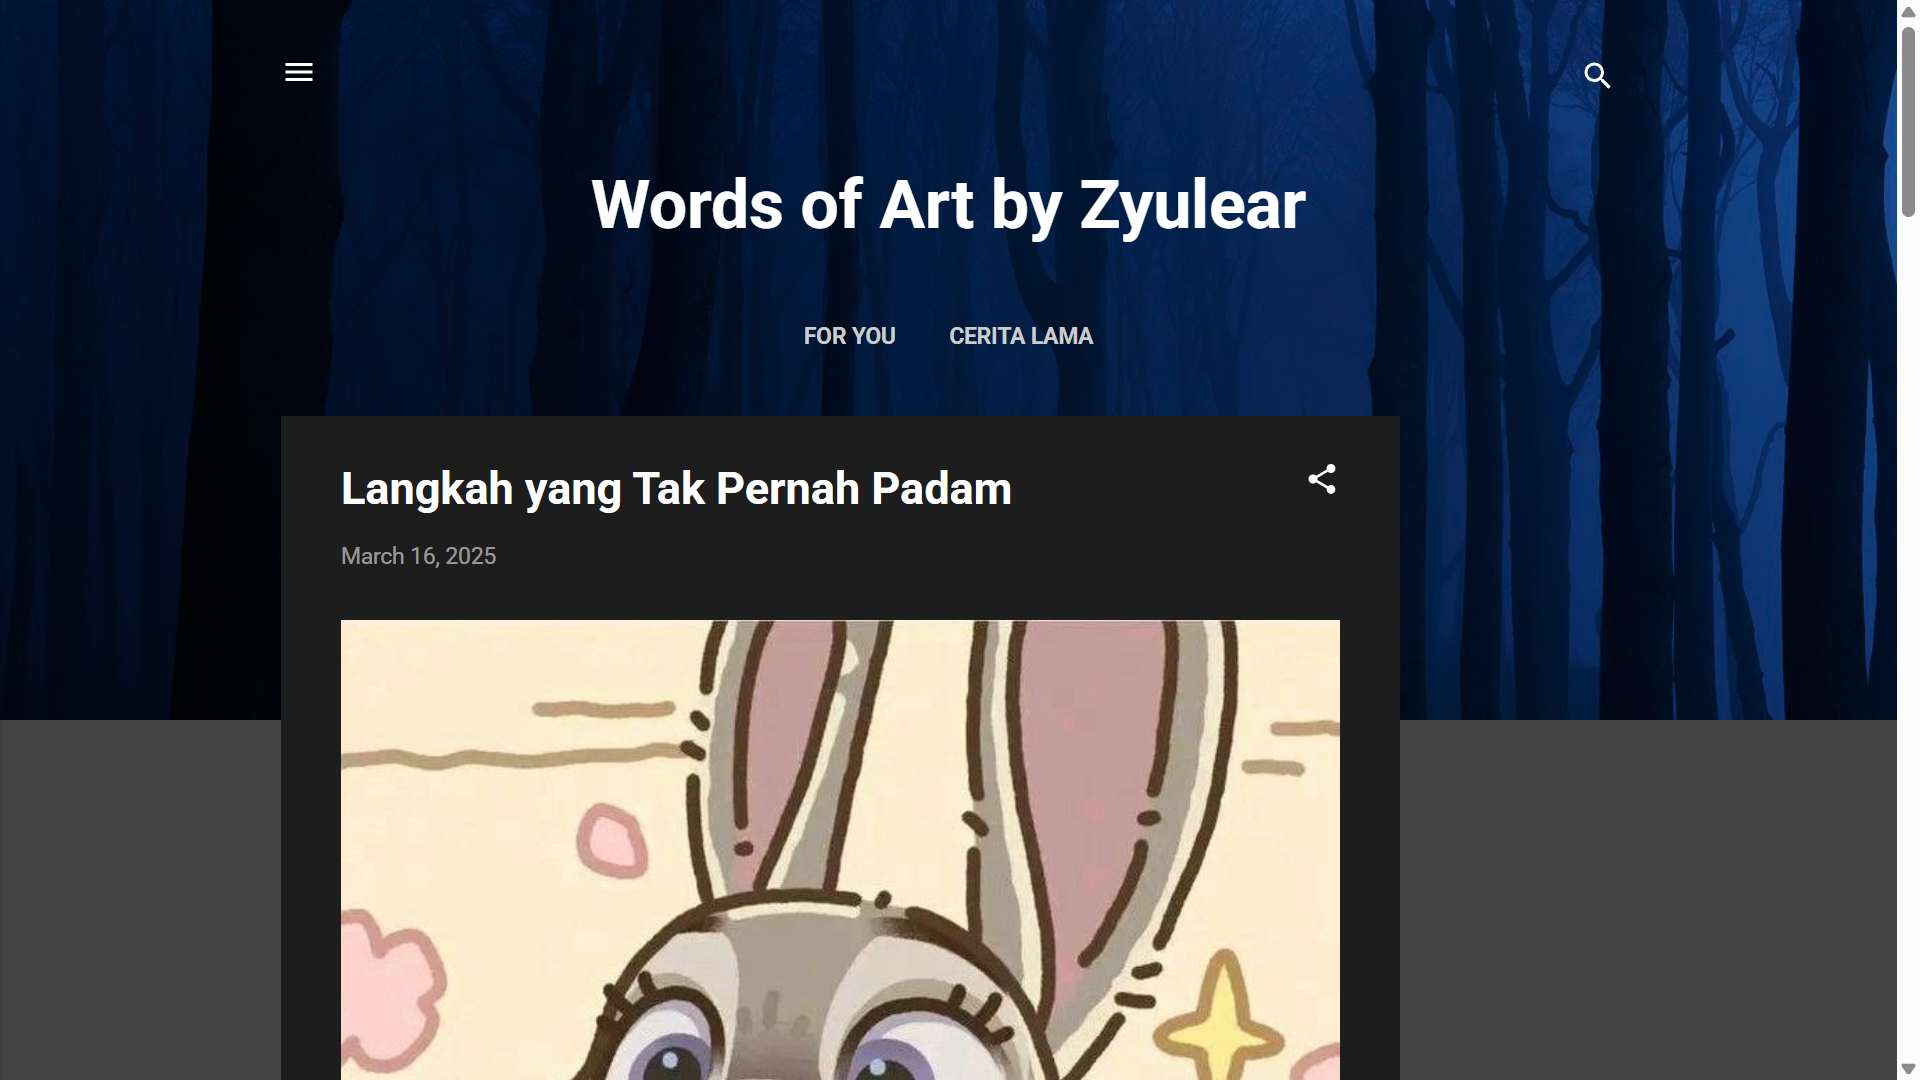 Words of Art by Zyulear
FOR YOU CERITA LAMA
Langkah yang Tak Pernah Padam
March 16, 2025